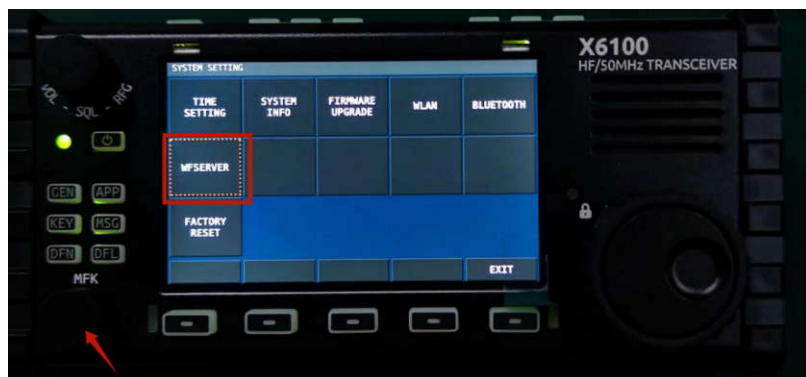 X6100
HF/50MHz TRANSCEIVER
VOL - SQL - RFG
SYSTEM SETTING
TIME
SETTING
SYSTEM
INFO
FIRMWARE
UPGRADE
WLAN
BLUETOOTH
WFSERVER
FACTORY
RESET
EXIT
GEN
APP
KEY
MSG
DFN
DFL
MFK